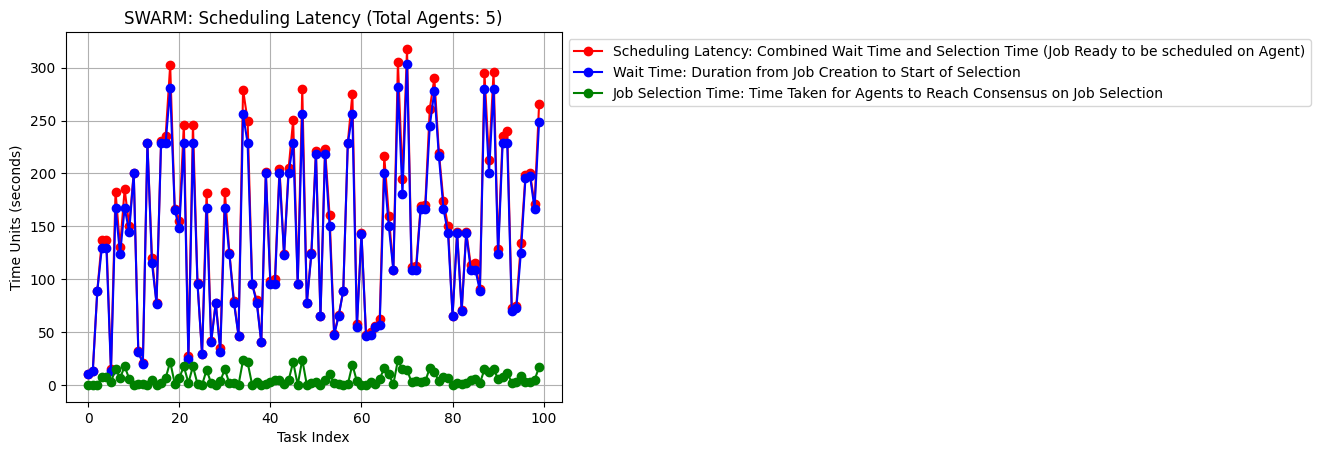 SWARM: Scheduling Latency (Total Agents: 5)
Scheduling Latency: Combined Wait Time and Selection Time (Job Ready to be scheduled on Agent)
Wait Time: Duration from Job Creation to Start of Selection
Job Selection Time: Time Taken for Agents to Reach Consensus on Job Selection
Time Units (seconds)
300
250
200
150
100
50
0
0 20 40 60 80 100
Task Index